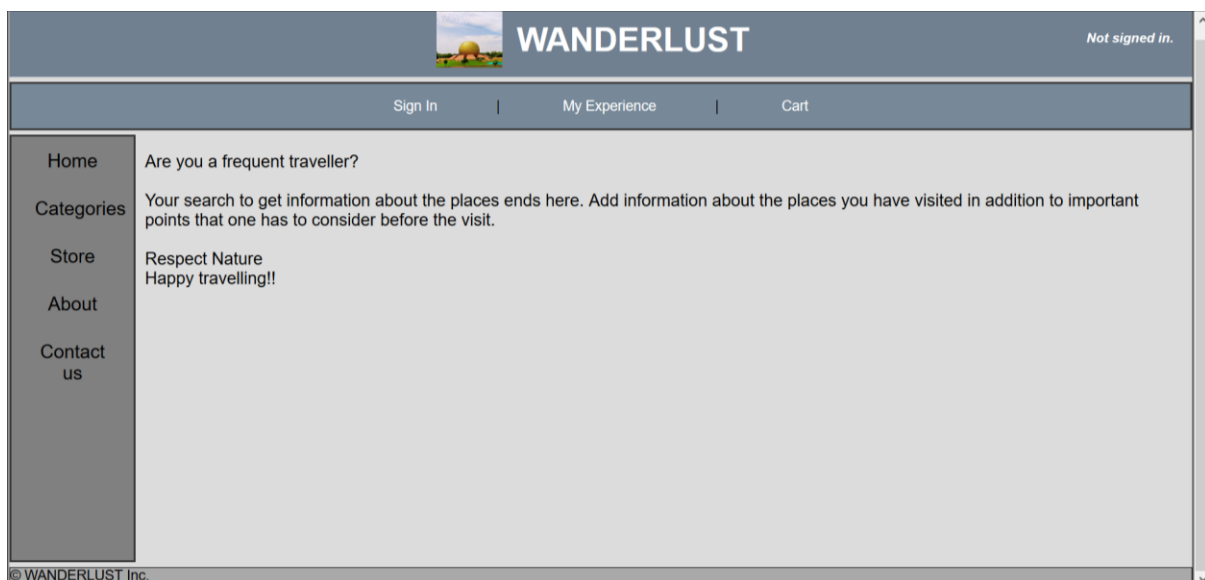 WANDERLUST
Not signed in.
Sign In | My Experience | Cart
Home
Categories
Store
About
Contact
us
Are you a frequent traveller?
Your search to get information about the places ends here. Add information about the places you have visited in addition to important
points that one has to consider before the visit.
Respect Nature
Happy travelling!!
© WANDERLUST Inc.